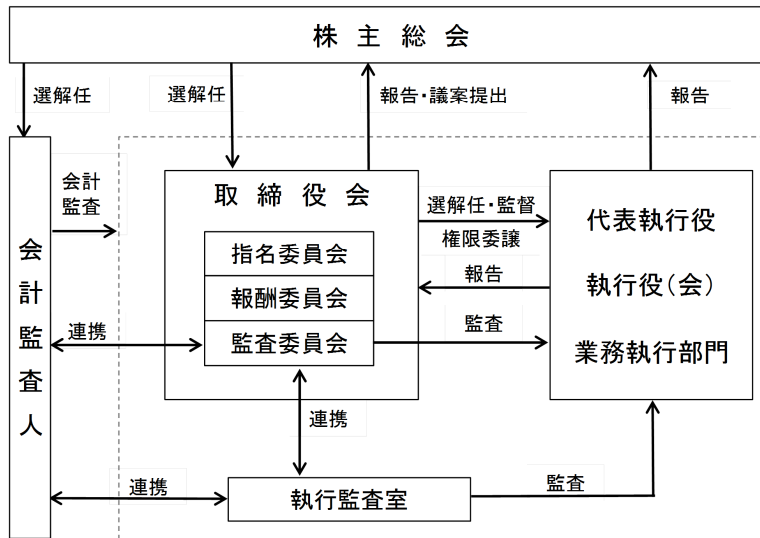 株主総会
選解任
選解任
報告・議案提出
報告
会計
監査
会計監査人
取締役会
指名委員会
報酬委員会
監査委員会
選解任・監督
権限委譲
報告
監査
代表執行役
執行役(会)
業務執行部門
連携
連携
連携
執行監査室
監査